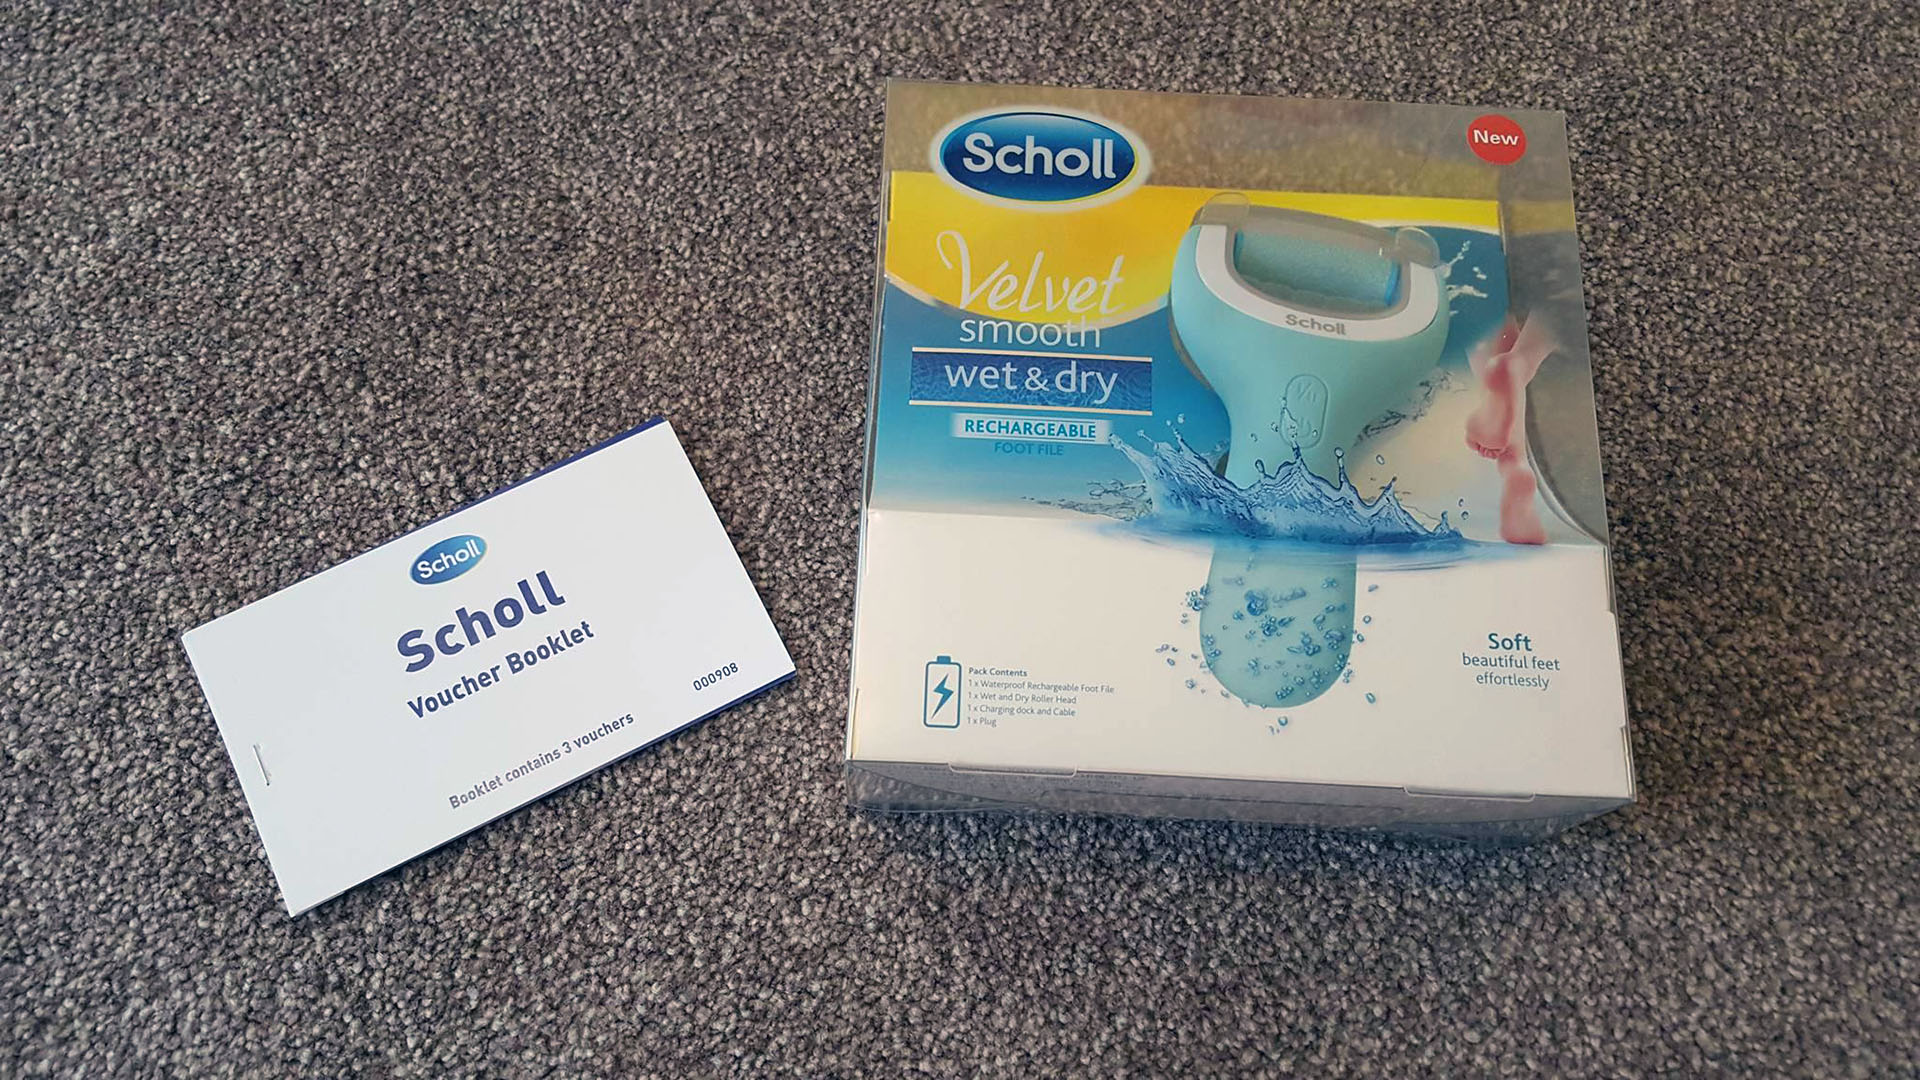 Scholl
Scholl
Voucher Booklet
000908
Booklet contains 3 vouchers
Scholl
New
Velvet
smooth
wet & dry
RECHARGEABLE
FOOT FILE
Scholl
Pack Contents
1 x Waterproof Rechargeable Foot File
1 x Wet and Dry Roller Head
1 x Charging dock and Cable
1 x Plug
Soft
beautiful feet
effortlessly